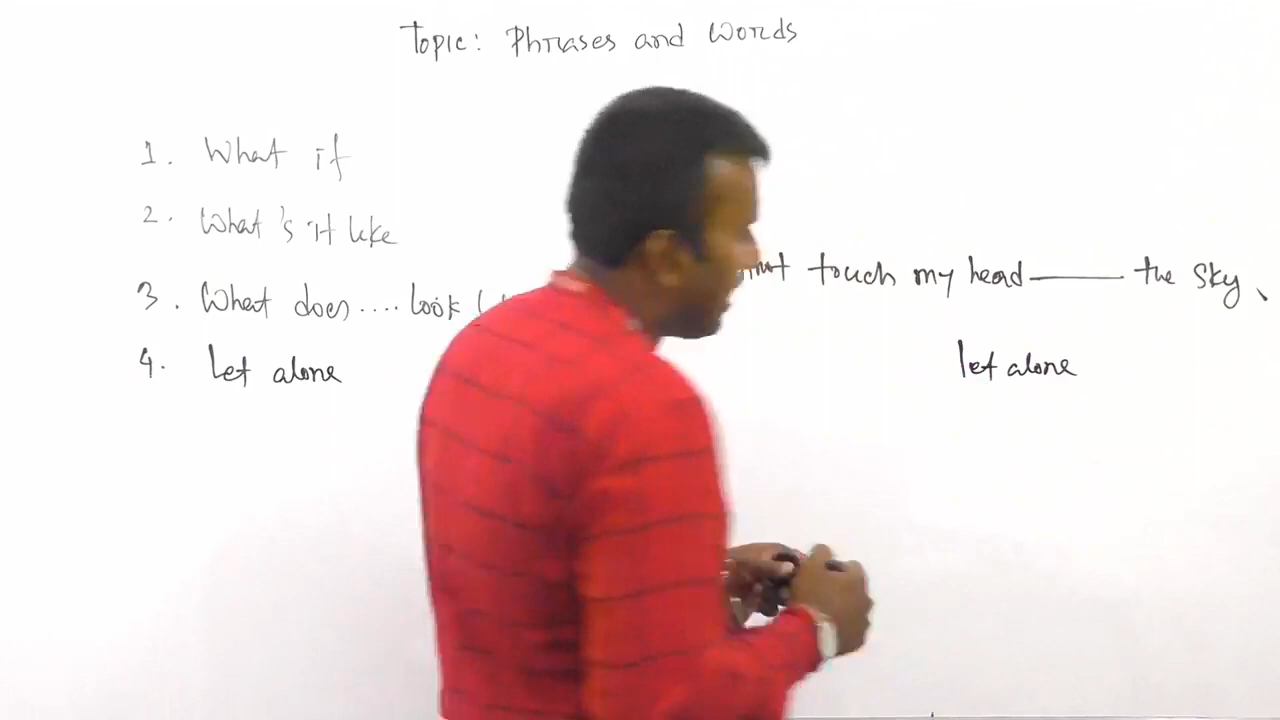 Topic: Phrases and Words
1. What if
2. What's it like
3. What does.... look (
4. Let alone
touch my head ______ the sky
let alone